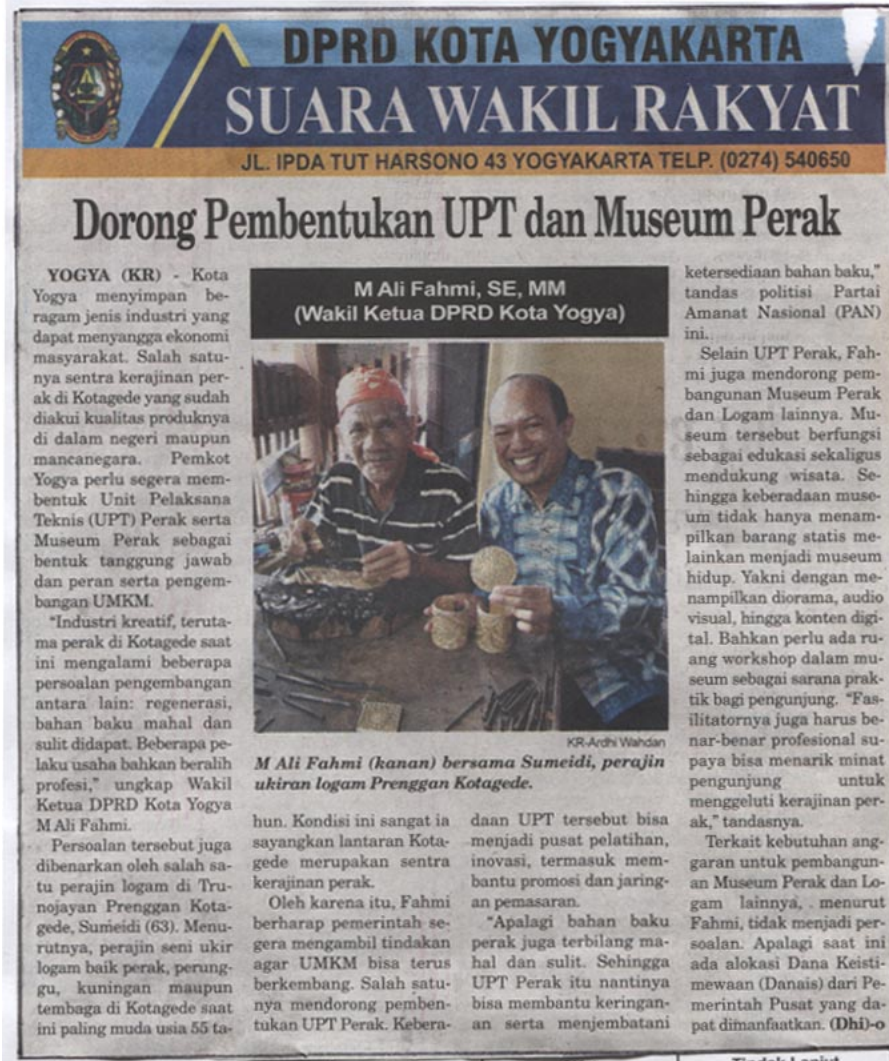 DPRD KOTA YOGYAKARTA
SUARA WAKIL RAKYAT
JL. IPDA TUT HARSONO 43 YOGYAKARTA TELP. (0274) 540650
Dorong Pembentukan UPT dan Museum Perak
YOGYA (KR) - Kota
Yogya menyimpan be-
ragam jenis industri yang
dapat menyangga ekonomi
masyarakat. Salah satu-
nya sentra kerajinan per-
ak di Kotagede yang sudah
diakui kualitas produknya
di dalam negeri maupun
mancanegara. Pemkot
Yogya perlu segera mem-
bentuk Unit Pelaksana
Teknis (UPT) Perak serta
Museum Perak sebagai
bentuk tanggung jawab
dan peran serta pengem-
bangan UMKM.
"Industri kreatif, teruta-
ma perak di Kotagede saat
ini mengalami beberapa
persoalan pengembangan
antara lain: regenerasi,
bahan baku mahal dan
sulit didapat. Beberapa pe-
laku usaha bahkan beralih
profesi," ungkap Wakil
Ketua DPRD Kota Yogya
M Ali Fahmi.
Persoalan tersebut juga
dibenarkan oleh salah sa-
tu perajin logam di Tru-
nojayan Prenggan Kota-
gede, Sumeidi (63). Menu-
rutnya, perajin seni ukir
logam baik perak, perung-
gu, kuningan maupun
tembaga di Kotagede saat
ini paling muda usia 55 ta-
M Ali Fahmi, SE, MM
(Wakil Ketua DPRD Kota Yogya)
KR-Ardhi Wahdan
M Ali Fahmi (kanan) bersama Sumeidi, perajin
ukiran logam Prenggan Kotagede.
hun. Kondisi ini sangat ia
sayangkan lantaran Kota-
gede merupakan sentra
kerajinan perak.
Oleh karena itu, Fahmi
berharap pemerintah se-
gera mengambil tindakan
agar UMKM bisa terus
berkembang. Salah satu-
nya mendorong pemben-
tukan UPT Perak. Kebera-
daan UPT tersebut bisa
menjadi pusat pelatihan,
inovasi, termasuk mem-
bantu promosi dan jaring-
an pemasaran.
"Apalagi bahan baku
perak juga terbilang ma-
hal dan sulit. Sehingga
UPT Perak itu nantinya
bisa membantu keringan-
an serta menjembatani
ketersediaan bahan baku,"
tandas politisi Partai
Amanat Nasional (PAN)
ini.
Selain UPT Perak, Fah-
mi juga mendorong pem-
bangunan Museum Perak
dan Logam lainnya. Mu-
seum tersebut berfungsi
sebagai edukasi sekaligus
mendukung wisata. Se-
hingga keberadaan muse-
um tidak hanya menam-
pilkan barang statis me-
lainkan menjadi museum
hidup. Yakni dengan me-
nampilkan diorama, audio
visual, hingga konten digi-
tal. Bahkan perlu ada ru-
ang workshop dalam mu-
seum sebagai sarana prak-
tik bagi pengunjung. "Fas-
ilitatornya juga harus be-
nar-benar profesional su-
paya bisa menarik minat
pengunjung untuk
menggeluti kerajinan per-
ak," tandasnya.
Terkait kebutuhan ang-
garan untuk pembangun-
an Museum Perak dan Lo-
gam lainnya, menurut
Fahmi, tidak menjadi per-
soalan. Apalagi saat ini
ada alokasi Dana Keisti-
mewaan (Danais) dari Pe-
merintah Pusat yang da-
pat dimanfaatkan. (Dhi)-o